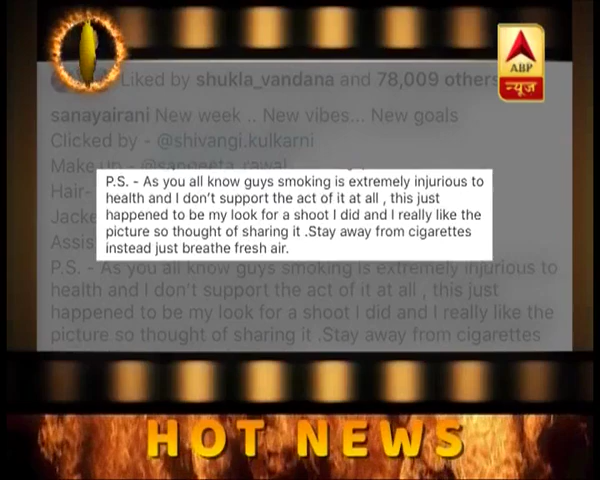 ABP
न्यूज़
Liked by shukla_vandana and 78,009 others
sanayairani New week .. New vibes... New goals
Clicked by - @shivangi.kulkarni
Make up - @sangeeta_rawal
Hair-
Jacke
Assis
P.S. - As you all know guys smoking is extremely injurious to
health and I don't support the act of it at all , this just
happened to be my look for a shoot I did and I really like the
picture so thought of sharing it .Stay away from cigarettes
instead just breathe fresh air.
P.S. - As you all know guys smoking is extremely injurious to
health and I don't support the act of it at all , this just
happened to be my look for a shoot I did and I really like the
picture so thought of sharing it .Stay away from cigarettes
HOT NEWS